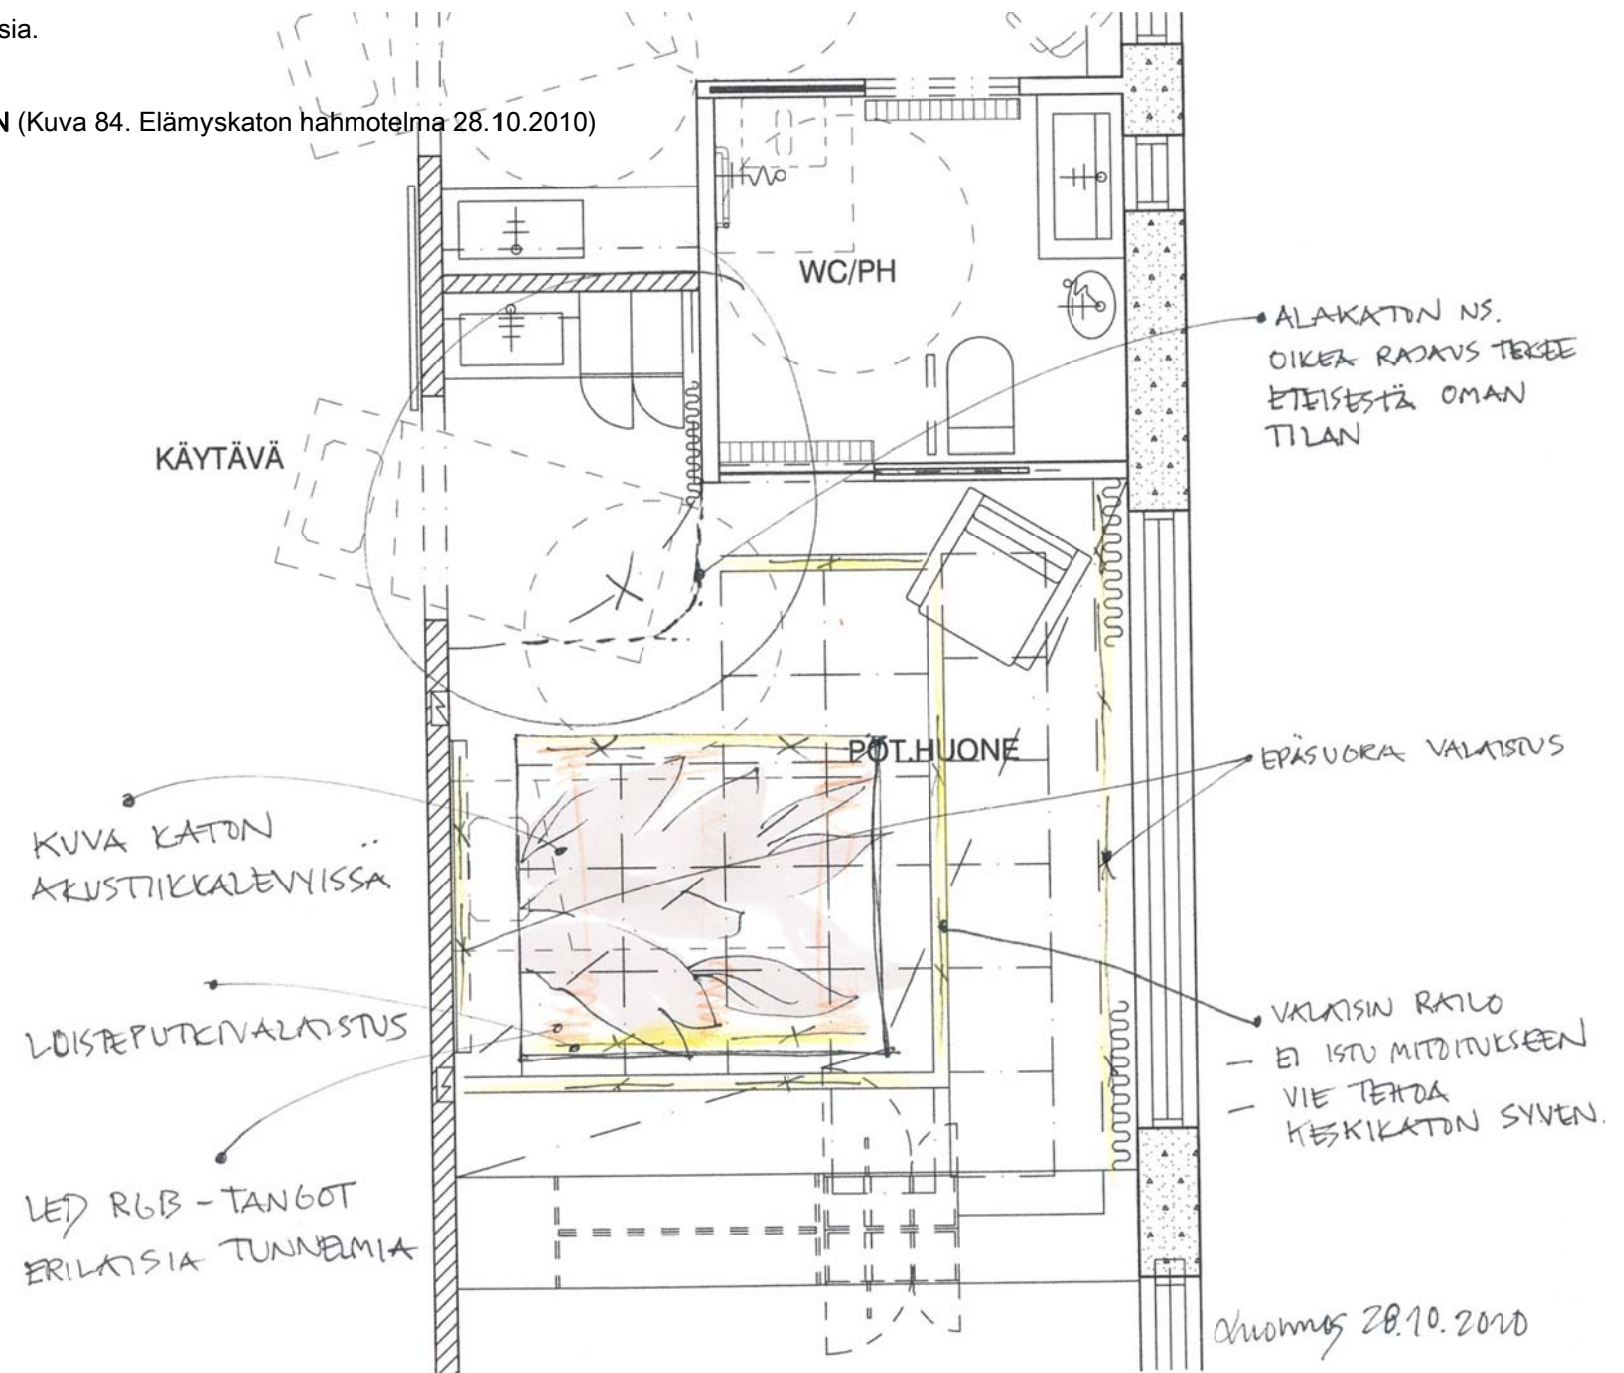 sia.
N (Kuva 84. Elämyskaton hahmotelma 28.10.2010)
WC/PH
ALAKATON NS.
OIKEA RAJAUS TEKEE
ETEISESTÄ OMAN
TILAN
KÄYTÄVÄ
POT.HUONE
EPÄSUORA VALAISTUS
KUVA KATON
AKUSTIIKKALEVYISSÄ
LOISTEPUTKIVALAISTUS
VALAISIN RAILO
– EI ISTU MITOITUKSEEN
– VIE TEHOA
KESKIKATON SYVEN.
LED RGB - TANGOT
ERILAISIA TUNNELMIA
Luonnos 28.10.2010